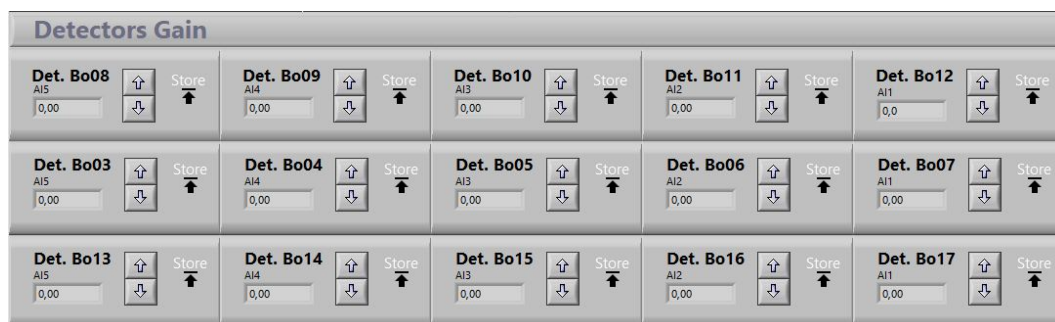 Detectors Gain
Det. Bo08 Store Det. Bo09 Store Det. Bo10 Store Det. Bo11 Store Det. Bo12 Store
AI5 AI4 AI3 AI2 AI1
0,00 0,00 0,00 0,00 0,0
Det. Bo03 Store Det. Bo04 Store Det. Bo05 Store Det. Bo06 Store Det. Bo07 Store
AI5 AI4 AI3 AI2 AI1
0,00 0,00 0,00 0,00 0,00
Det. Bo13 Store Det. Bo14 Store Det. Bo15 Store Det. Bo16 Store Det. Bo17 Store
AI5 AI4 AI3 AI2 AI1
0,00 0,00 0,00 0,00 0,00